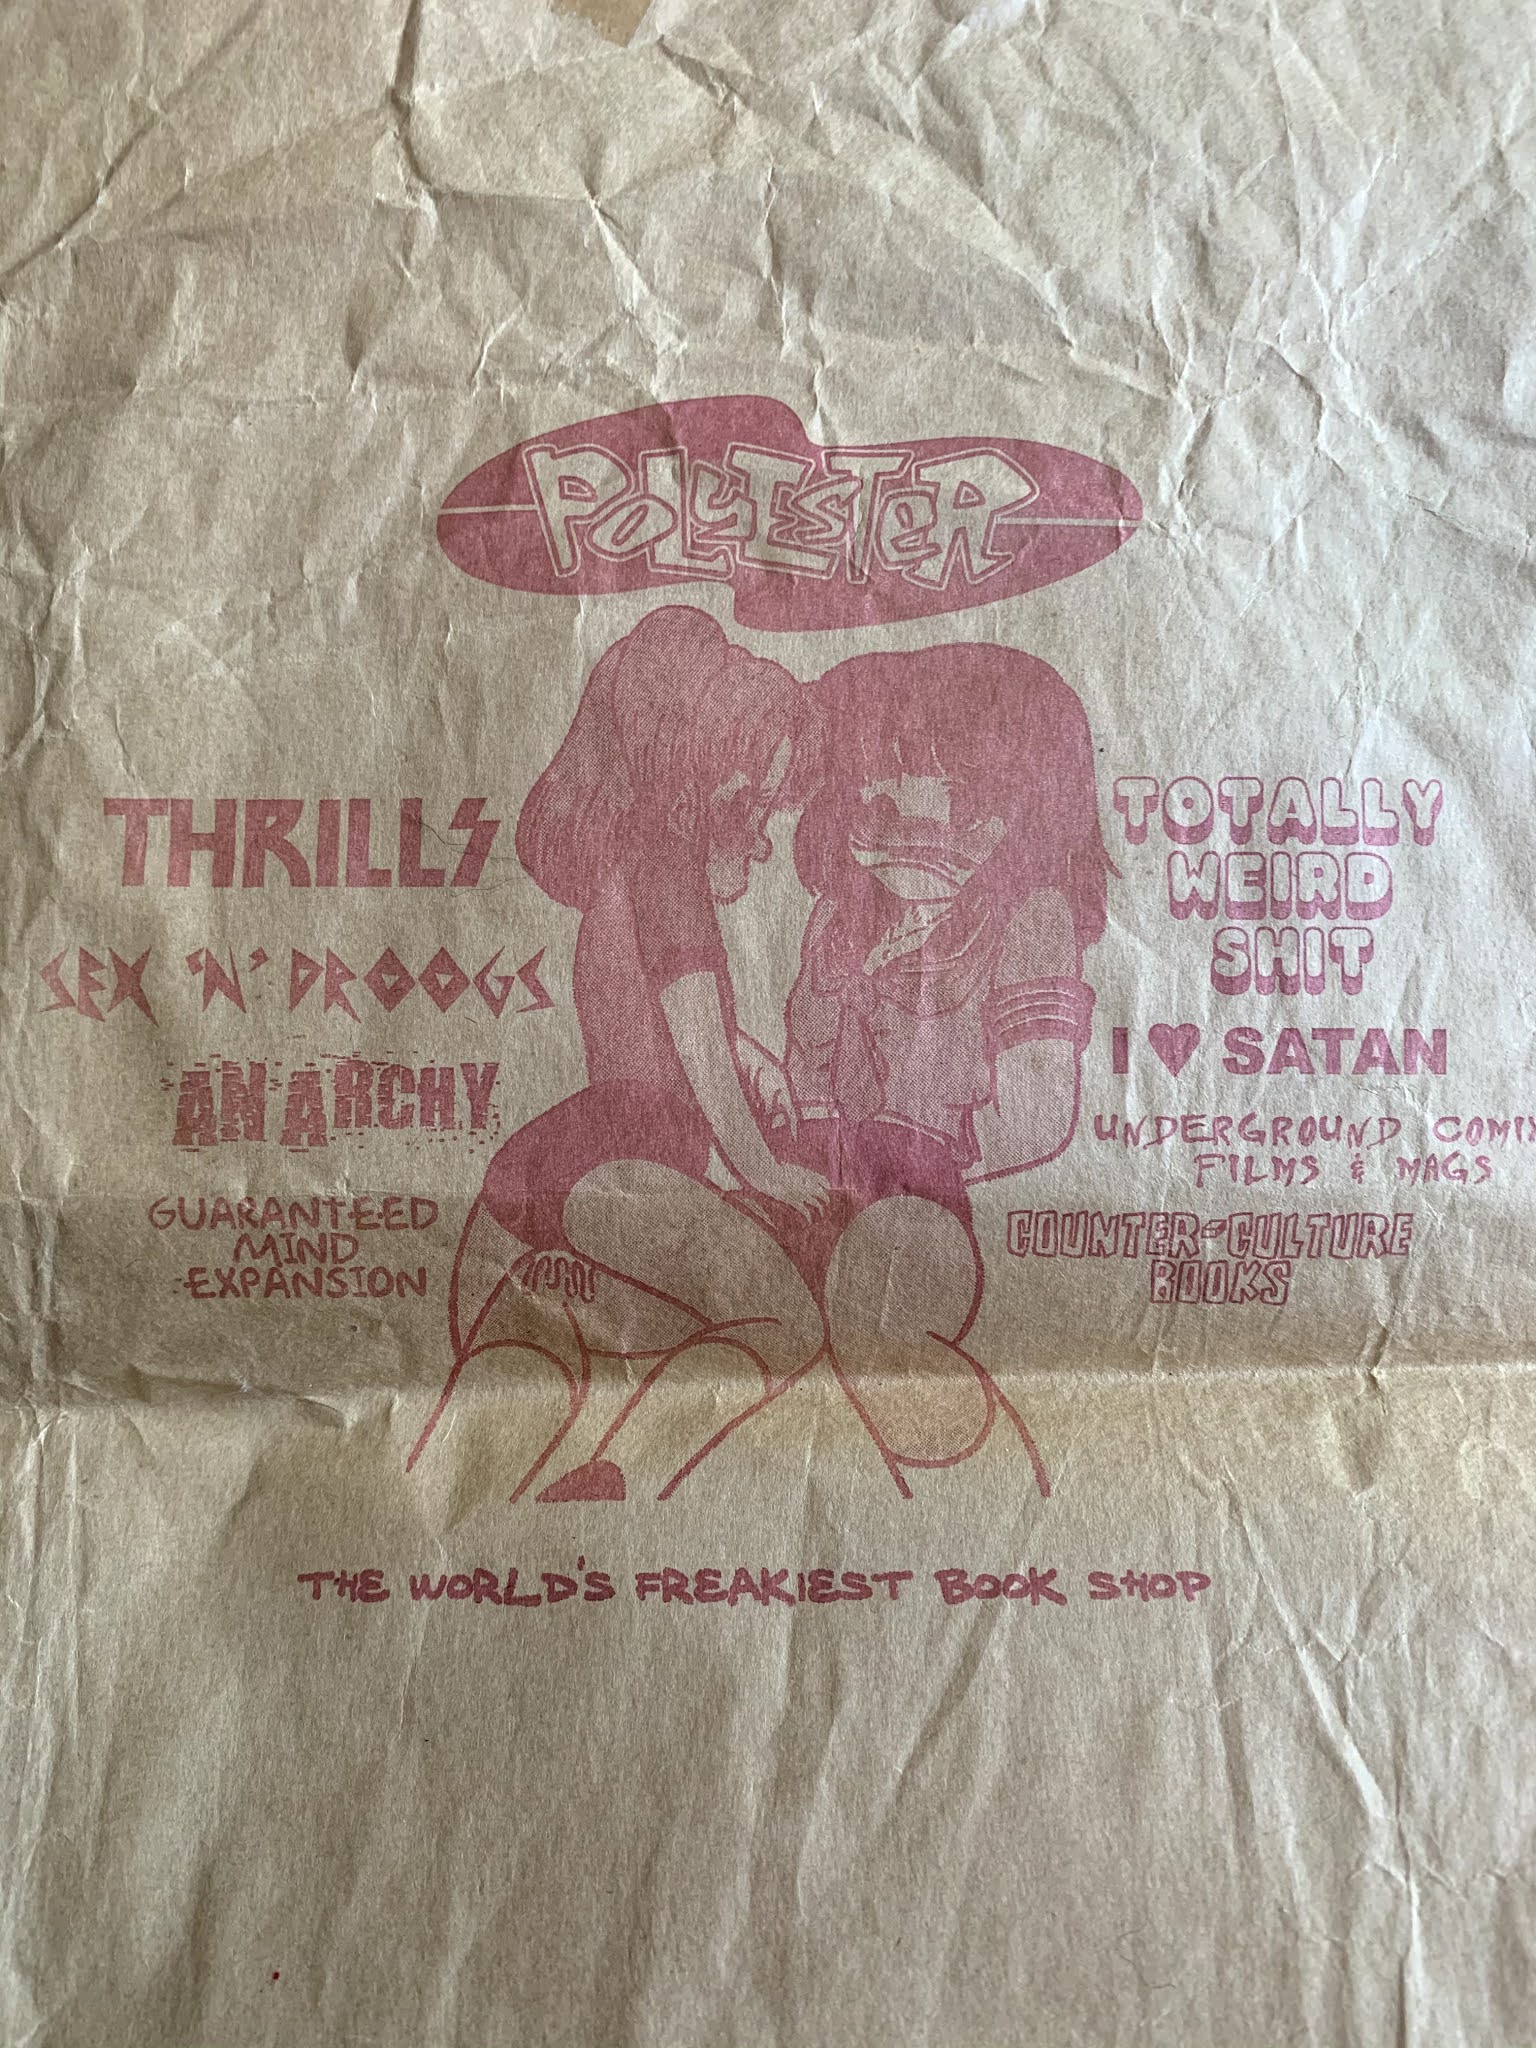 POLYESTER
THRILLS
SEX 'N' DROOGS
ANARCHY
GUARANTEED
MIND
EXPANSION
TOTALLY
WEIRD
SHIT
I ♥ SATAN
UNDERGROUND COMIX
FILMS & MAGS
COUNTER-CULTURE
BOOKS
THE WORLD'S FREAKIEST BOOK SHOP